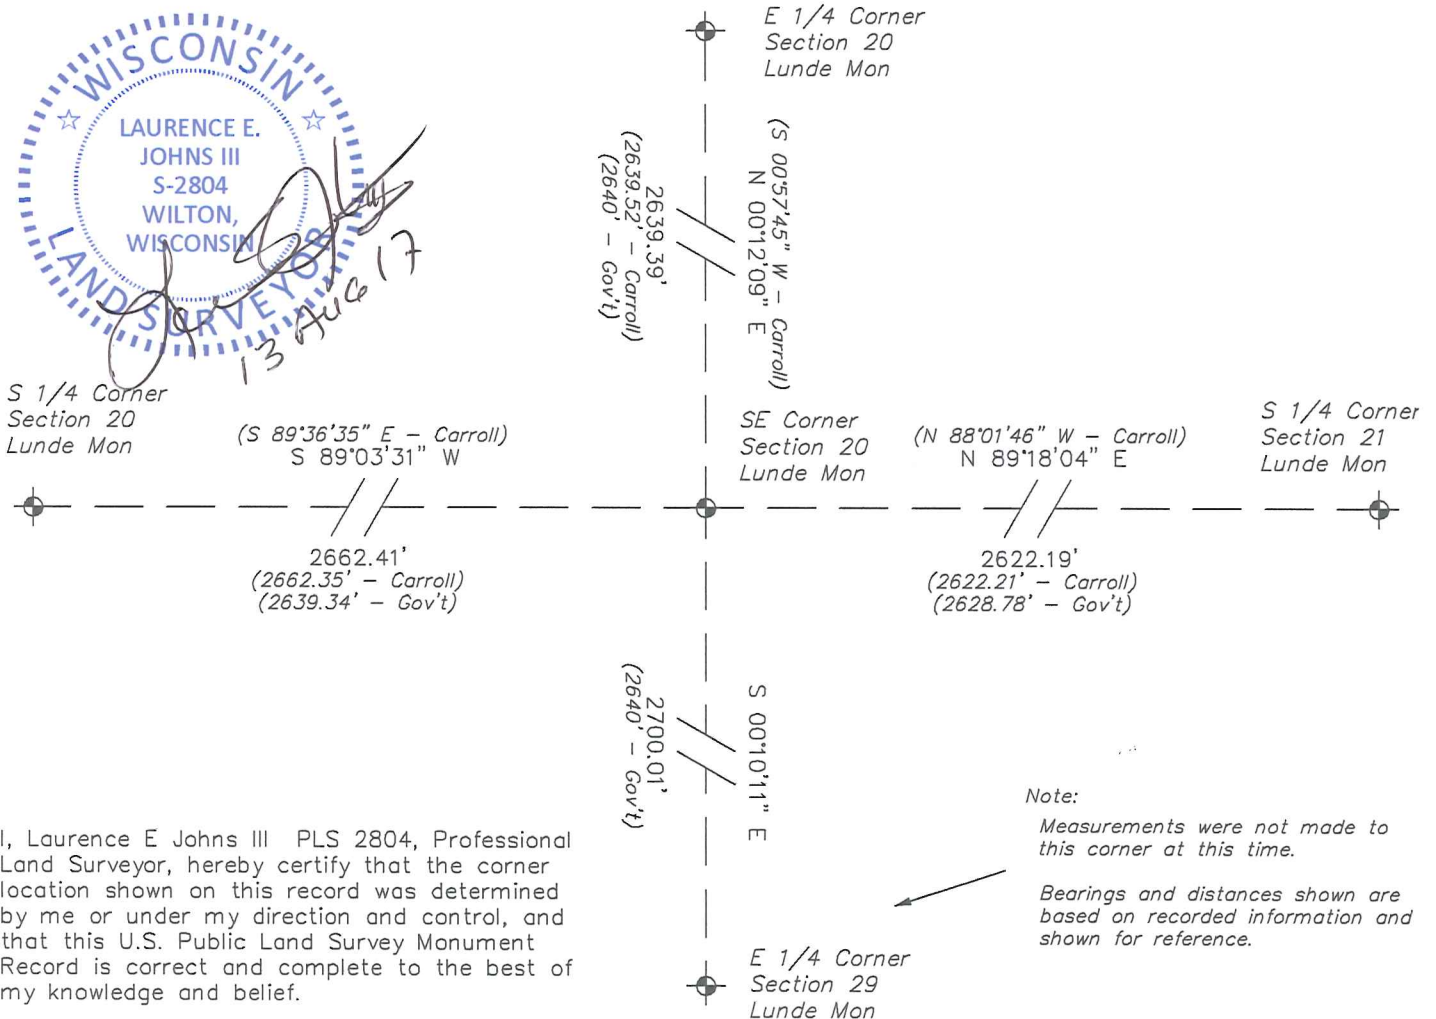 WISCONSIN
LAURENCE E.
JOHNS III
S-2804
WILTON,
WISCONSIN
LAND SURVEYOR
13 AUG 17
E 1/4 Corner
Section 20
Lunde Mon
(S 00°57'45" W – Carroll)
N 00°12'09" E
2639.39'
(2639.52' – Carroll)
(2640' – Gov't)
S 1/4 Corner
Section 20
Lunde Mon
(S 89°36'35" E – Carroll)
S 89°03'31" W
2662.41'
(2662.35' – Carroll)
(2639.34' – Gov't)
SE Corner
Section 20
Lunde Mon
(N 88°01'46" W – Carroll)
N 89°18'04" E
2622.19'
(2622.21' – Carroll)
(2628.78' – Gov't)
S 1/4 Corner
Section 21
Lunde Mon
S 00°10'11" E
2700.01'
(2640' – Gov't)
Note:
Measurements were not made to
this corner at this time.
Bearings and distances shown are
based on recorded information and
shown for reference.
E 1/4 Corner
Section 29
Lunde Mon
I, Laurence E Johns III PLS 2804, Professional
Land Surveyor, hereby certify that the corner
location shown on this record was determined
by me or under my direction and control, and
that this U.S. Public Land Survey Monument
Record is correct and complete to the best of
my knowledge and belief.